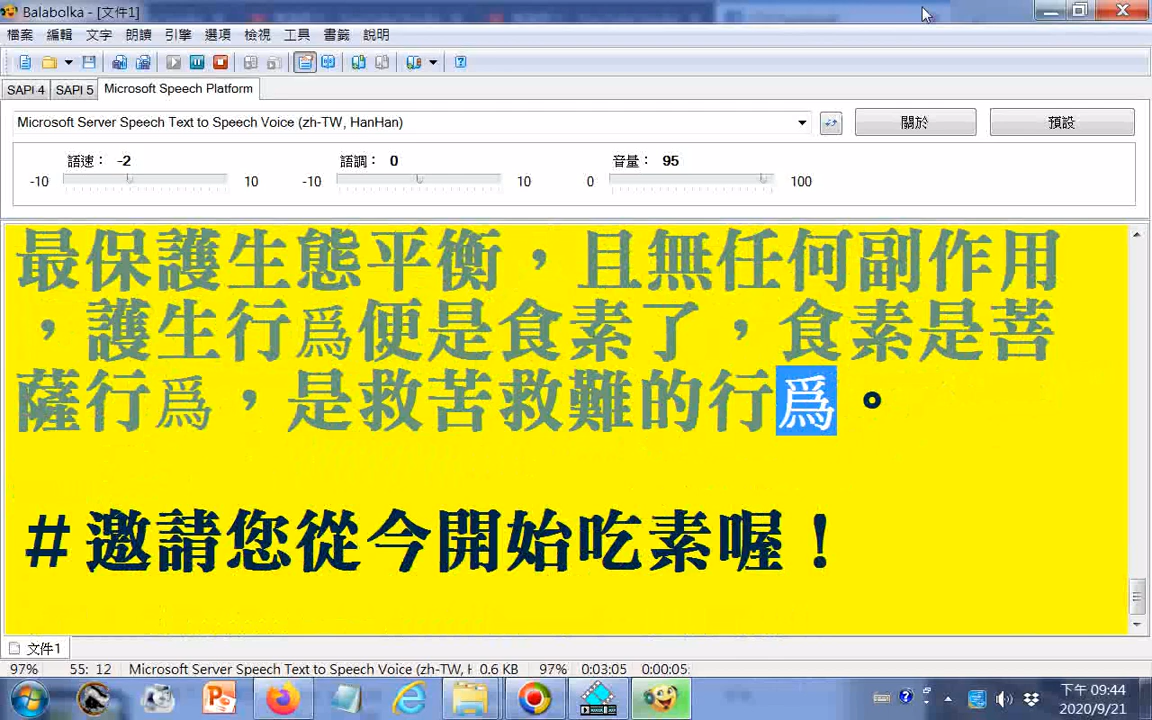 Balabolka - [文件1]
檔案 編輯 文字 朗讀 引擎 選項 檢視 工具 書籤 說明
SAPI 4 SAPI 5 Microsoft Speech Platform
Microsoft Server Speech Text to Speech Voice (zh-TW, HanHan) 關於 預設
語速： -2 語調： 0 音量： 95
-10 10 -10 10 0 100
最保護生態平衡，且無任何副作用
，護生行爲便是食素了，食素是菩
薩行爲，是救苦救難的行爲。
#邀請您從今開始吃素喔！
文件1
97% 55: 12 Microsoft Server Speech Text to Speech Voice (zh-TW, H 0.6 KB 97% 0:03:05 0:00:05
下午 09:44
2020/9/21